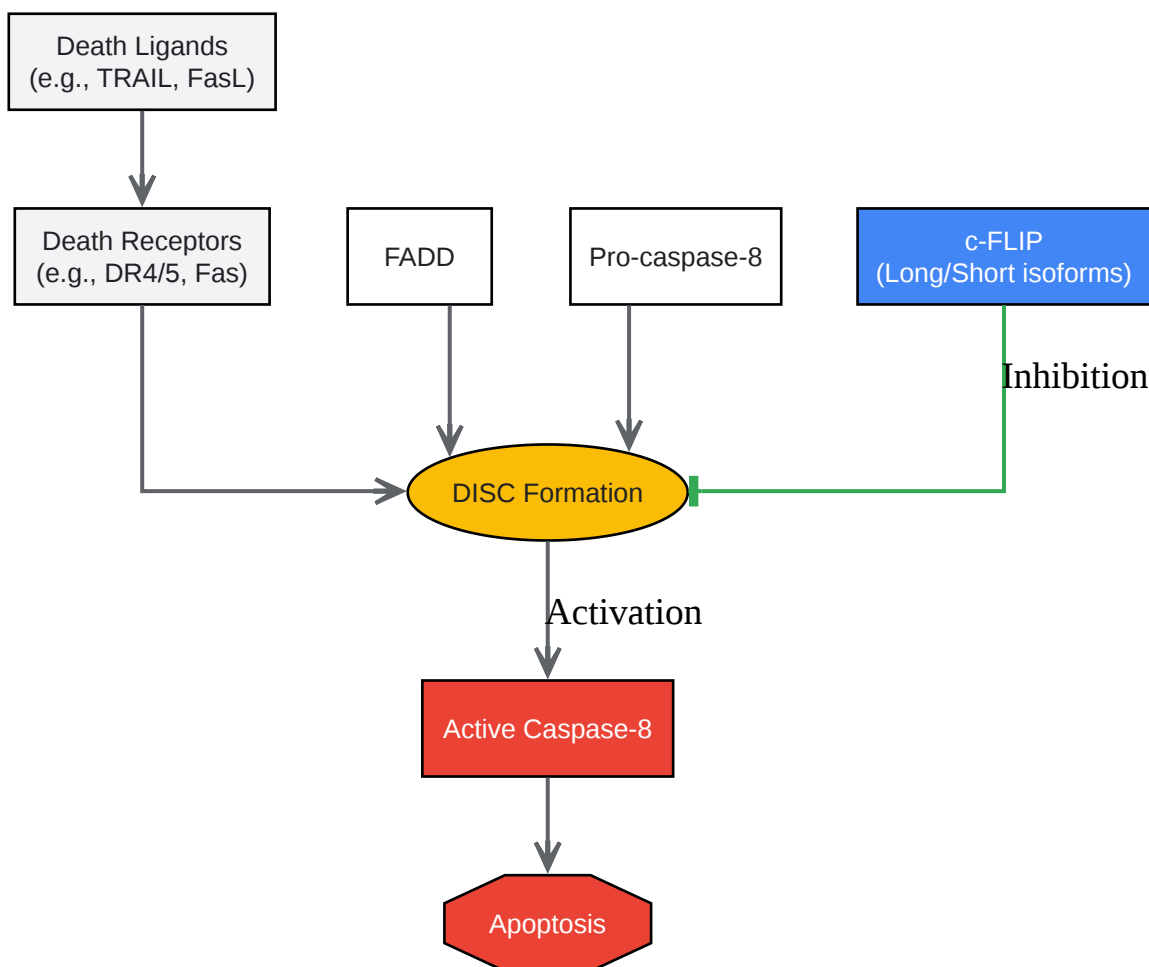 Death Ligands
(e.g., TRAIL, FasL)
Death Receptors
(e.g., DR4/5, Fas)
FADD
Pro-caspase-8
c-FLIP
(Long/Short isoforms)
Inhibition
DISC Formation
Activation
Active Caspase-8
Apoptosis